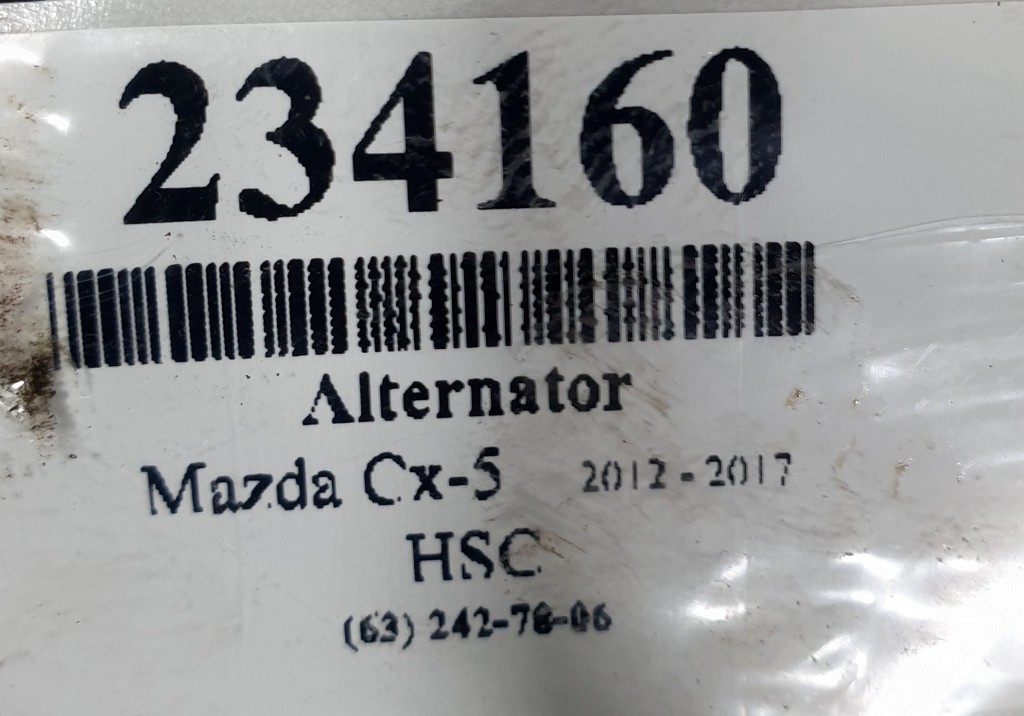 234160
Alternator
Mazda Cx-5 2012 - 2017
HSC
(63) 242-78-06